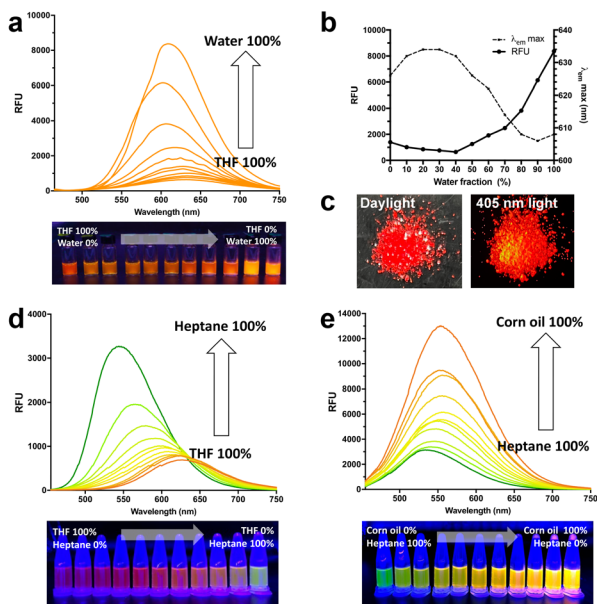 a
10000
8000
6000
4000
2000
0
RFU
500
550
600
650
700
750
Wavelength (nm)
Water 100%
THF 100%
THF 100%
Water 0%
THF 0%
Water 100%
b
10000
8000
6000
4000
2000
0
RFU
640
630
620
610
600
λem max (nm)
λem max
RFU
0 10 20 30 40 50 60 70 80 90 100
Water fraction (%)
c
Daylight
405 nm light
d
4000
3000
2000
1000
0
RFU
500
550
600
650
700
750
Wavelength (nm)
Heptane 100%
THF 100%
THF 100%
Heptane 0%
THF 0%
Heptane 100%
e
14000
12000
10000
8000
6000
4000
2000
0
RFU
500
550
600
650
700
750
Wavelength (nm)
Corn oil 100%
Heptane 100%
Corn oil 0%
Heptane 100%
Corn oil 100%
Heptane 0%